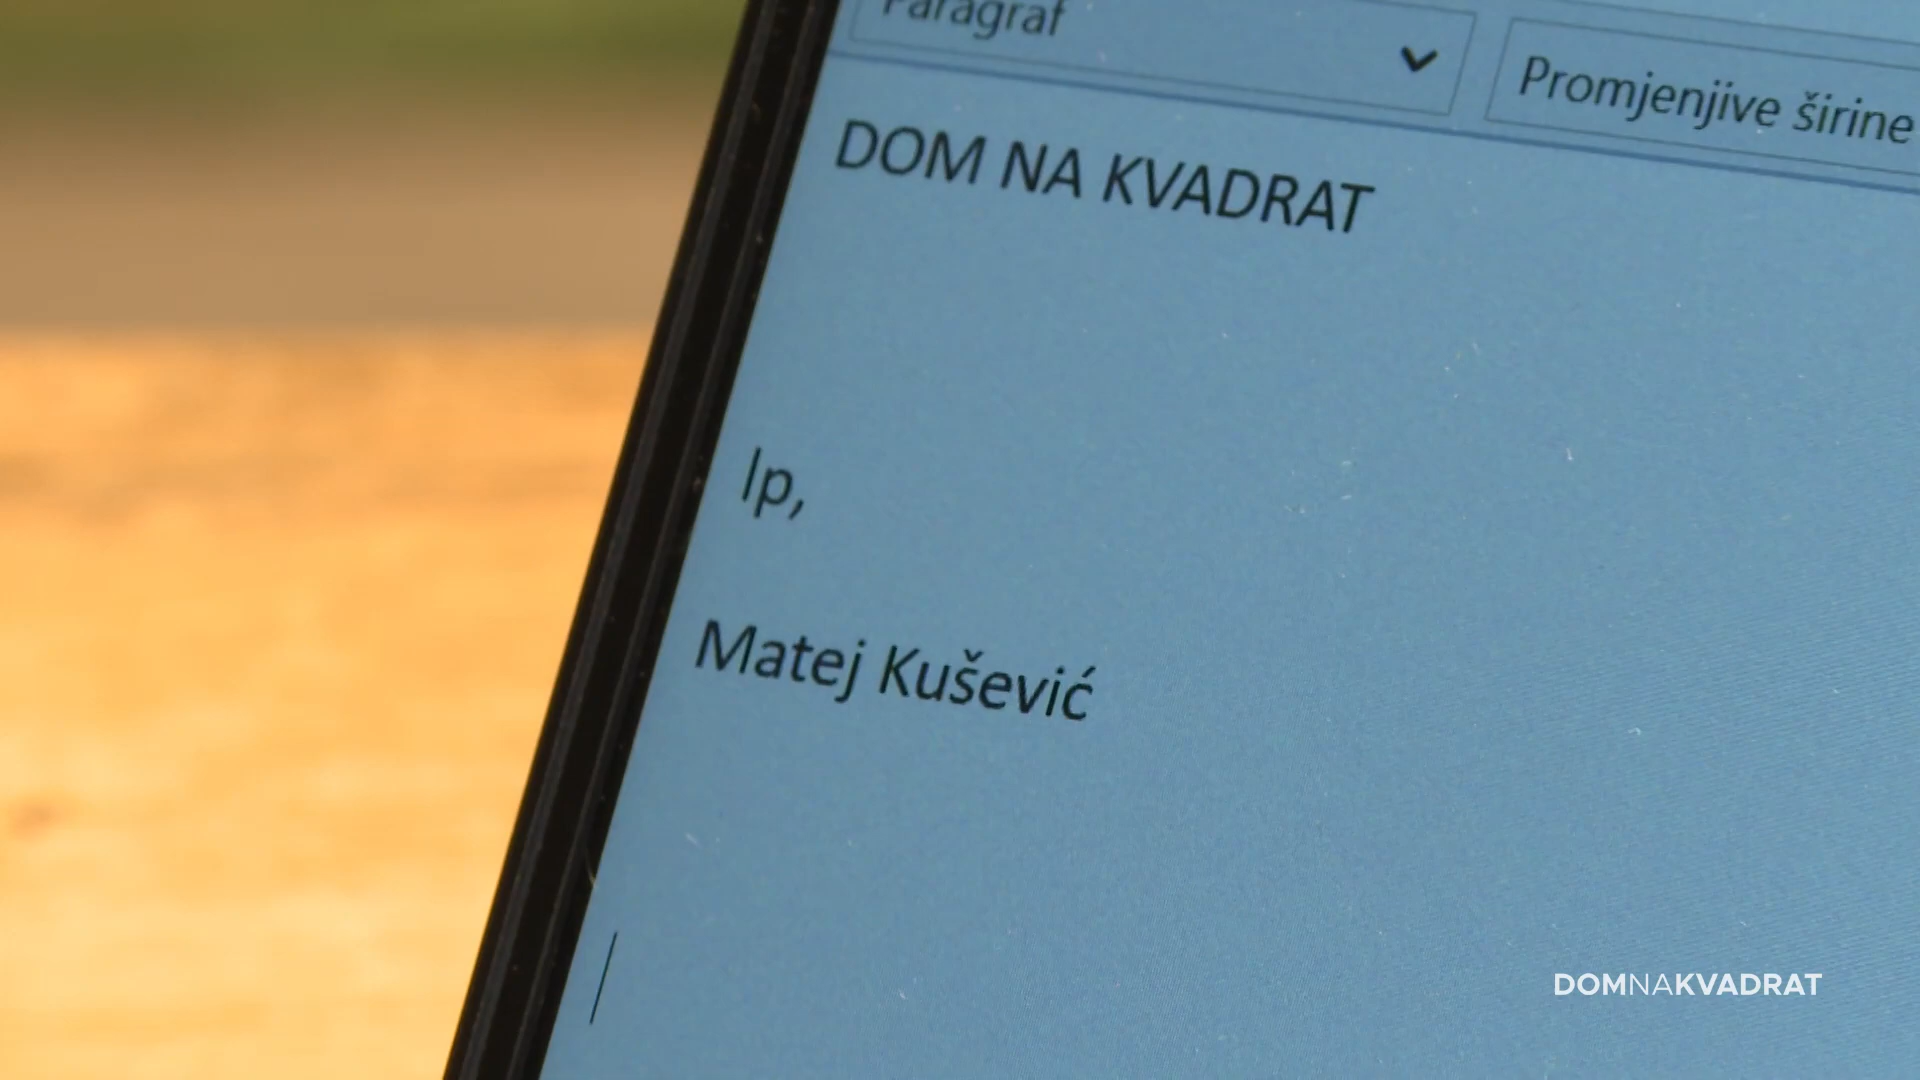 Paragraf
Promjenjive širine
DOM NA KVADRAT
lp,
Matej Kušević
DOMNAKVADRAT